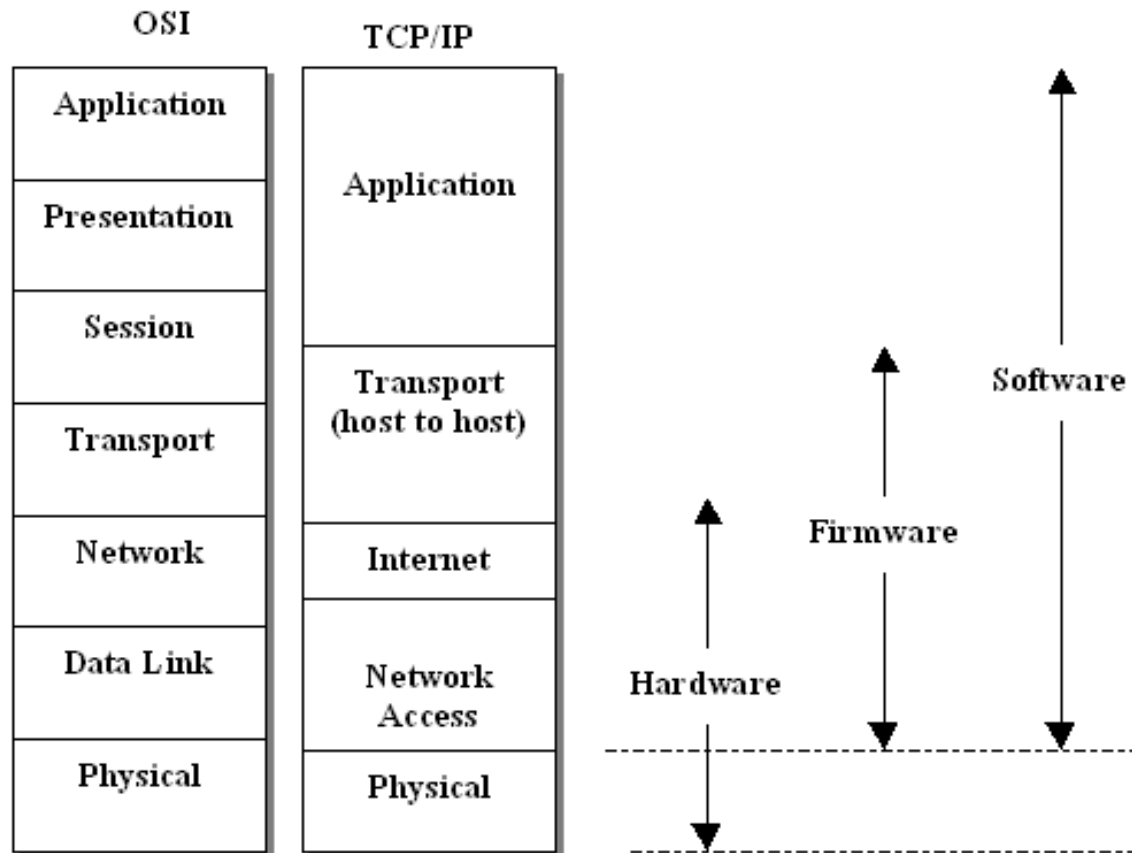 OSI
Application
Presentation
Session
Transport
Network
Data Link
Physical
TCP/IP
Application
Transport
(host to host)
Internet
Network
Access
Physical
Hardware
Firmware
Software